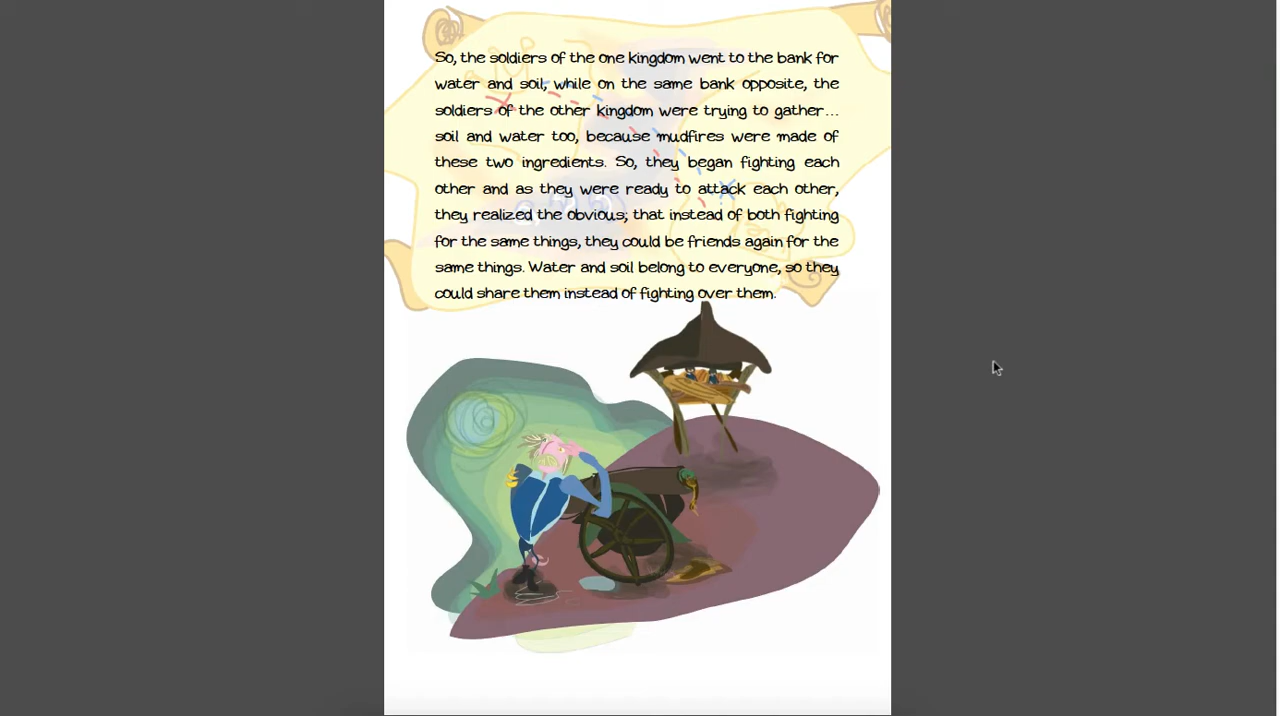 So, the soldiers of the one kingdom went to the bank for
water and soil, while on the same bank opposite, the
soldiers of the other kingdom were trying to gather...
soil and water too, because mudfires were made of
these two ingredients. So, they began fighting each
other and as they were ready to attack each other,
they realized the obvious; that instead of both fighting
for the same things, they could be friends again for the
same things. Water and soil belong to everyone, so they
could share them instead of fighting over them.